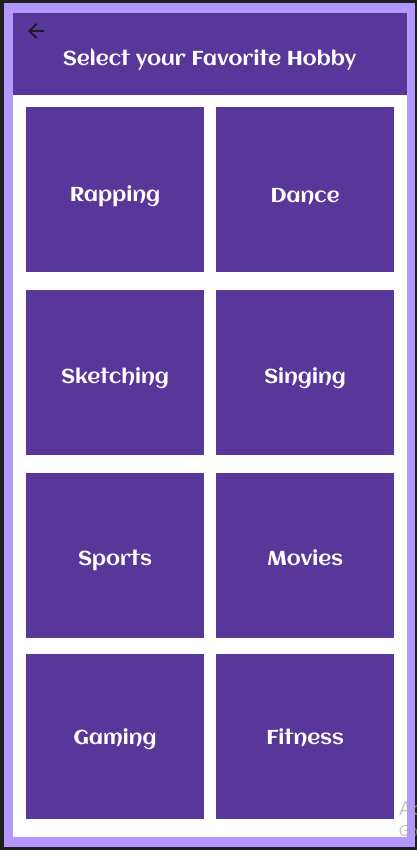 Select your Favorite Hobby
Rapping Dance
Sketching Singing
Sports Movies
Gaming Fitness